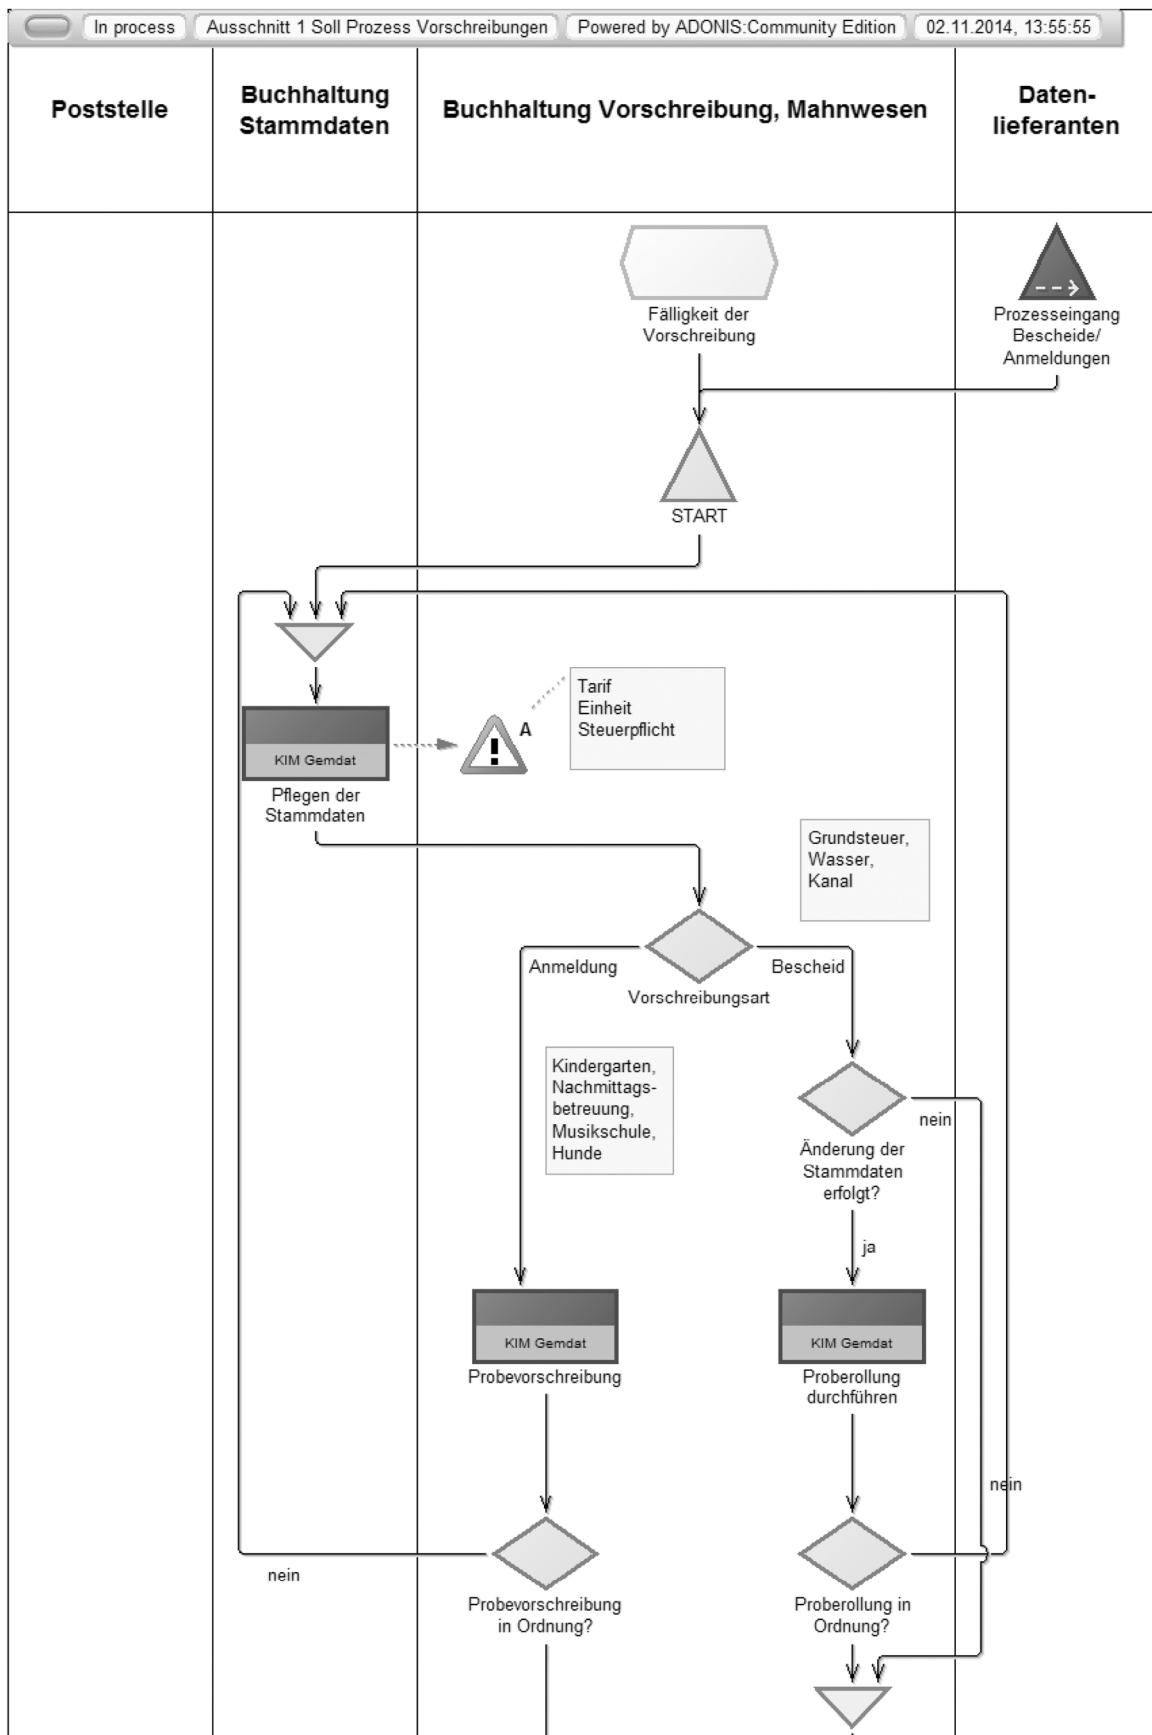 In process Ausschnitt 1 Soll Prozess Vorschreibungen Powered by ADONIS:Community Edition 02.11.2014, 13:55:55
Poststelle
Buchhaltung
Stammdaten
Buchhaltung Vorschreibung, Mahnwesen
Daten-
lieferanten
Fälligkeit der
Vorschreibung
Prozesseingang
Bescheide/
Anmeldungen
START
KIM Gemdat
Pflegen der
Stammdaten
A
Tarif
Einheit
Steuerpflicht
Grundsteuer,
Wasser,
Kanal
Anmeldung
Bescheid
Vorschreibungsart
Kindergarten,
Nachmittags-
betreuung,
Musikschule,
Hunde
nein
Änderung der
Stammdaten
erfolgt?
ja
KIM Gemdat
Probevorschreibung
KIM Gemdat
Proberollung
durchführen
nein
nein
Probevorschreibung
in Ordnung?
Proberollung in
Ordnung?